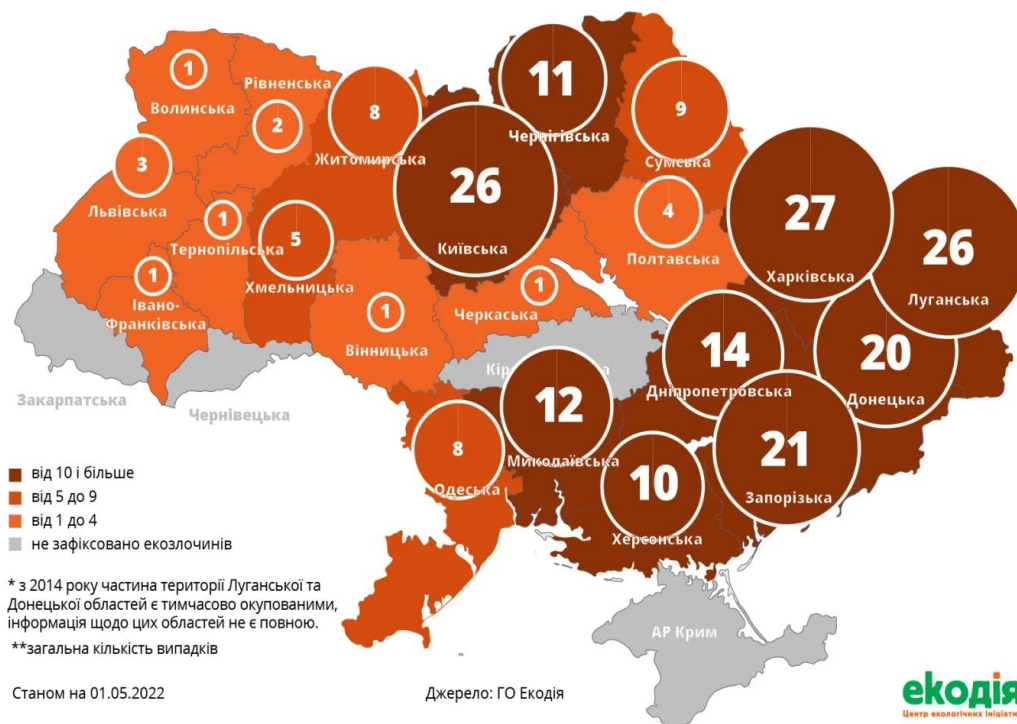 1
Волинська
Рівненська
2
8
Житомирська
11
Чернігівська
9
Сумська
3
Львівська
26
Київська
27
Харківська
26
Луганська
1
Тернопільська
5
Хмельницька
4
Полтавська
1
Івано-
Франківська
1
Вінницька
1
Черкаська
14
Дніпропетровська
20
Донецька
12
Миколаївська
21
Запорізька
Закарпатська
Чернівецька
8
Одеська
10
Херсонська
АР Крим
від 10 і більше
від 5 до 9
від 1 до 4
не зафіксовано екозлочинів
* з 2014 року частина території Луганської та
Донецької областей є тимчасово окупованими,
інформація щодо цих областей не є повною.
**загальна кількість випадків
Станом на 01.05.2022
Джерело: ГО Екодія
екодія
Центр екологічних ініціатив